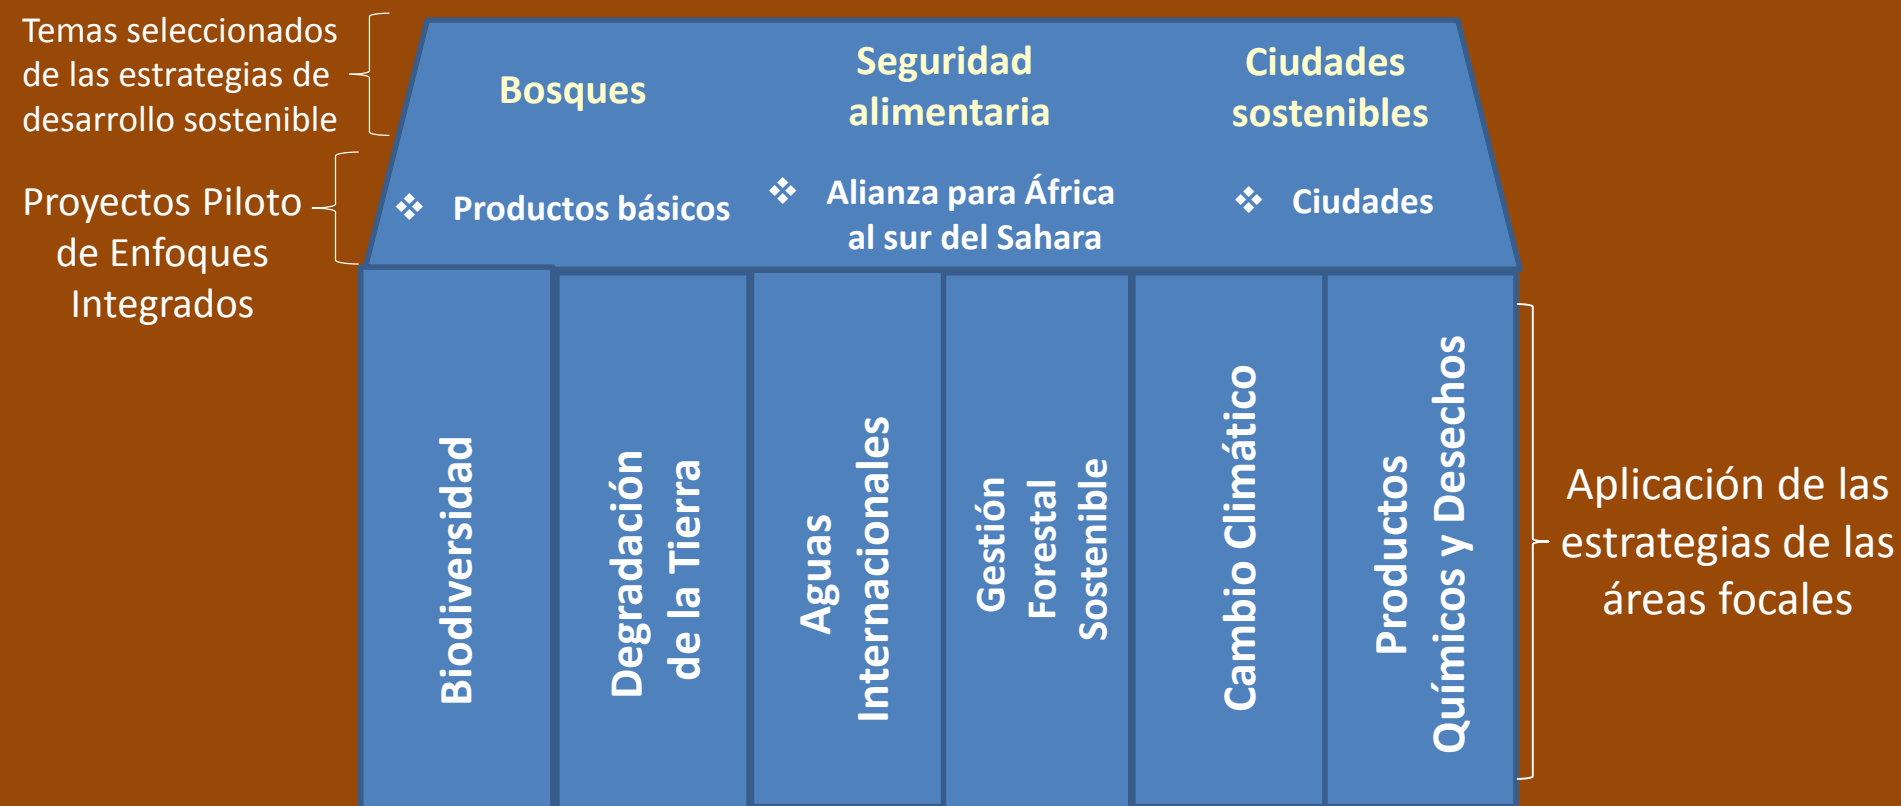 Temas seleccionados
de las estrategias de
desarrollo sostenible
Bosques
Seguridad
alimentaria
Ciudades
sostenibles
Proyectos Piloto
de Enfoques
Integrados
❖ Productos básicos
❖ Alianza para África
al sur del Sahara
❖ Ciudades
Biodiversidad
Degradación
de la Tierra
Aguas
Internacionales
Gestión
Forestal
Sostenible
Cambio Climático
Productos
Químicos y Desechos
Aplicación de las
estrategias de las
áreas focales